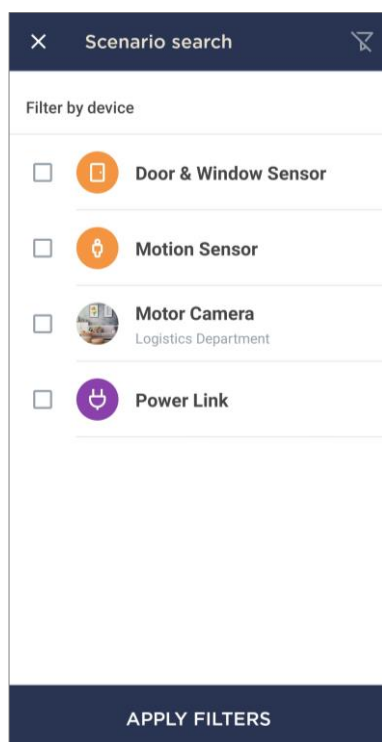 Scenario search
Filter by device
Door & Window Sensor
Motion Sensor
Motor Camera
Logistics Department
Power Link
APPLY FILTERS